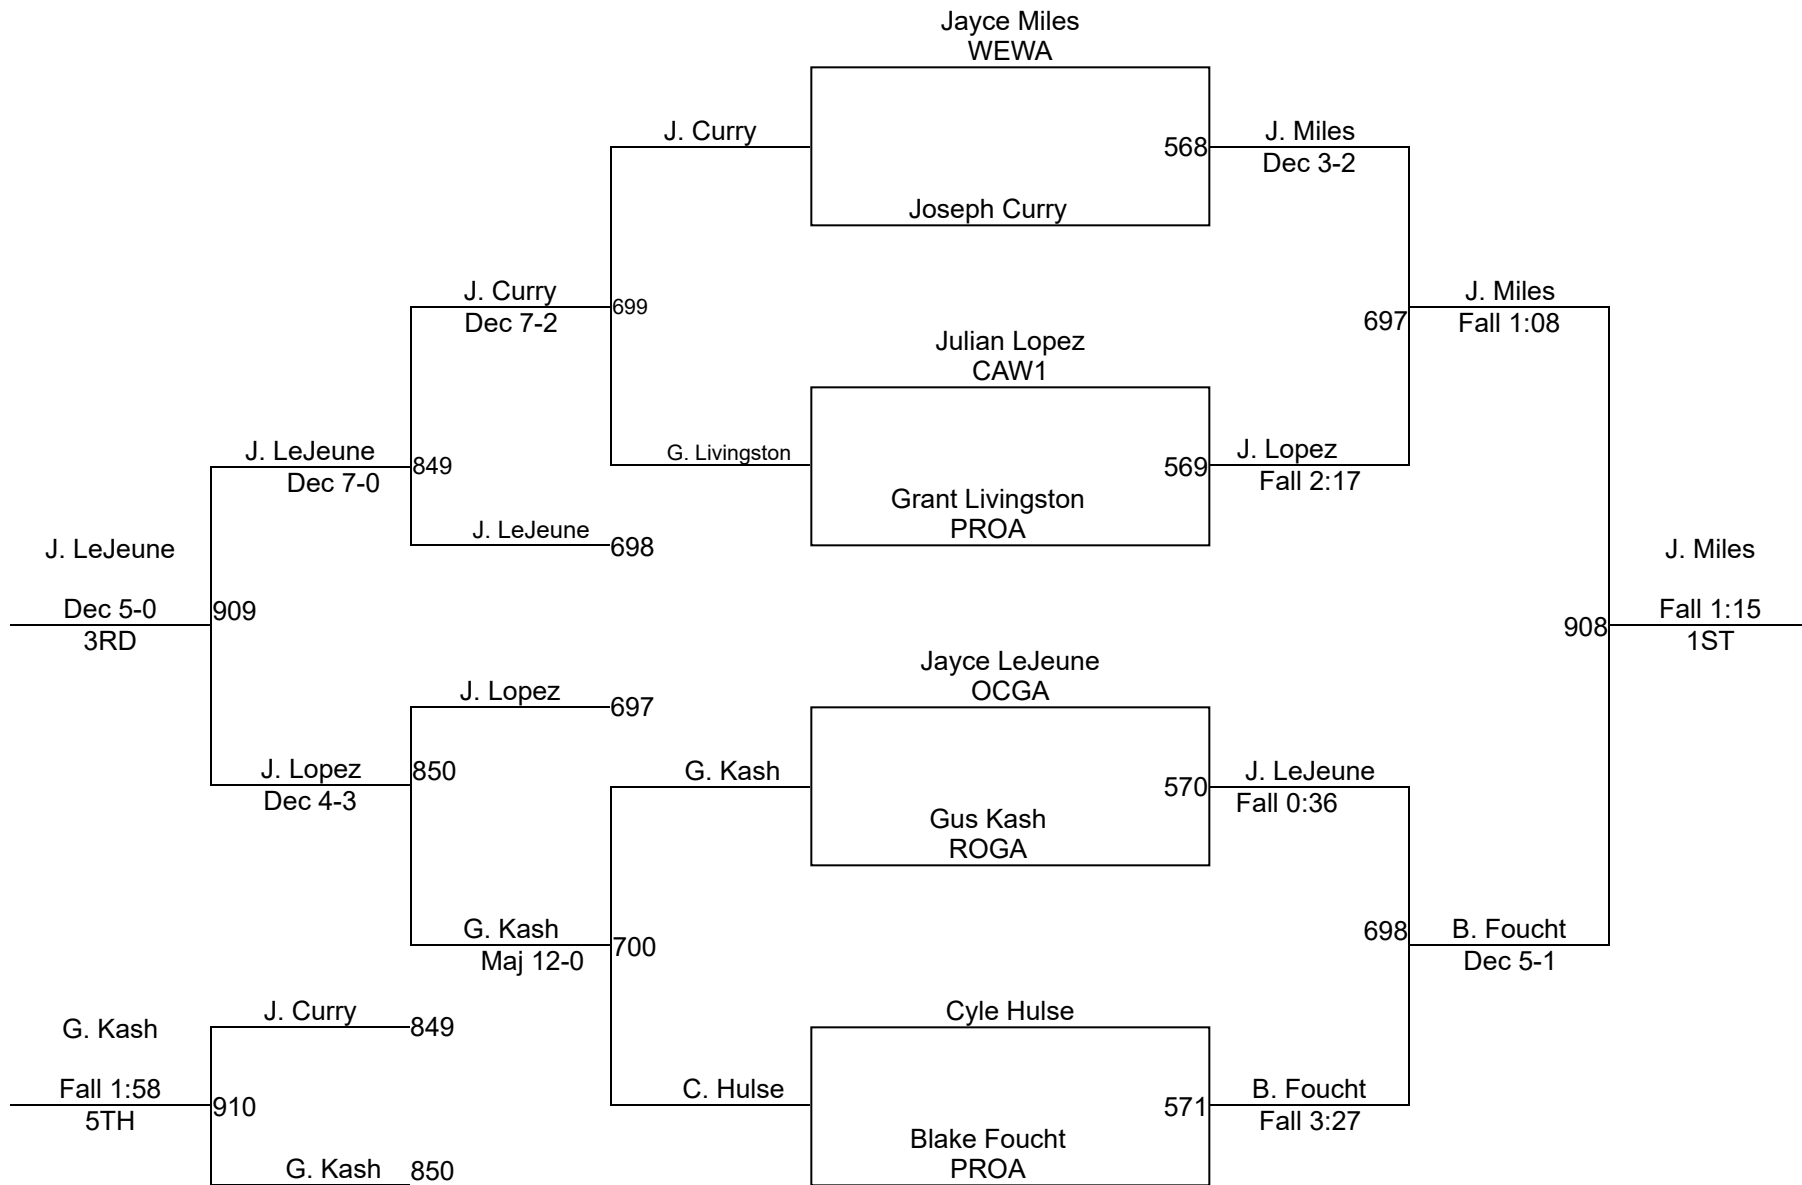 Jayce Miles
WEWA
J. Curry
568
J. Miles
Dec 3-2
Joseph Curry
J. Curry
Dec 7-2
699
697
J. Miles
Fall 1:08
Julian Lopez
CAW1
J. LeJeune
Dec 7-0
849
G. Livingston
569
J. Lopez
Fall 2:17
Grant Livingston
PROA
J. LeJeune
698
J. LeJeune
Dec 5-0
3RD
909
J. Miles
Fall 1:15
1ST
908
Jayce LeJeune
OCGA
J. Lopez
697
J. Lopez
Dec 4-3
850
G. Kash
570
J. LeJeune
Fall 0:36
Gus Kash
ROGA
G. Kash
Maj 12-0
700
698
B. Foucht
Dec 5-1
Cyle Hulse
J. Curry
849
G. Kash
Fall 1:58
5TH
910
C. Hulse
571
B. Foucht
Fall 3:27
Blake Foucht
PROA
G. Kash
850